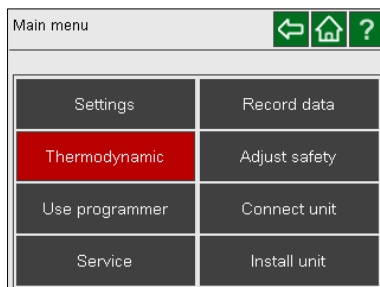 Main menu ?
Settings Record data
Thermodynamic Adjust safety
Use programmer Connect unit
Service Install unit